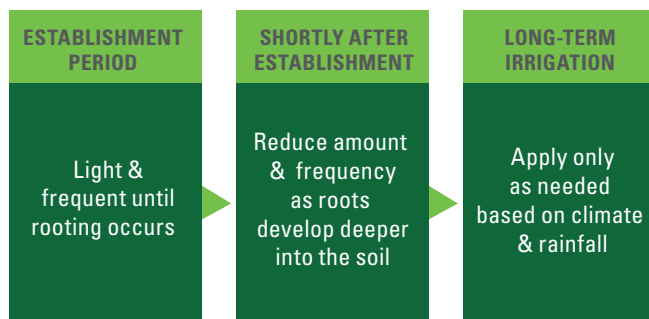 ESTABLISHMENT
PERIOD
Light &
frequent until
rooting occurs
SHORTLY AFTER
ESTABLISHMENT
Reduce amount
& frequency
as roots
develop deeper
into the soil
LONG-TERM
IRRIGATION
Apply only
as needed
based on climate
& rainfall